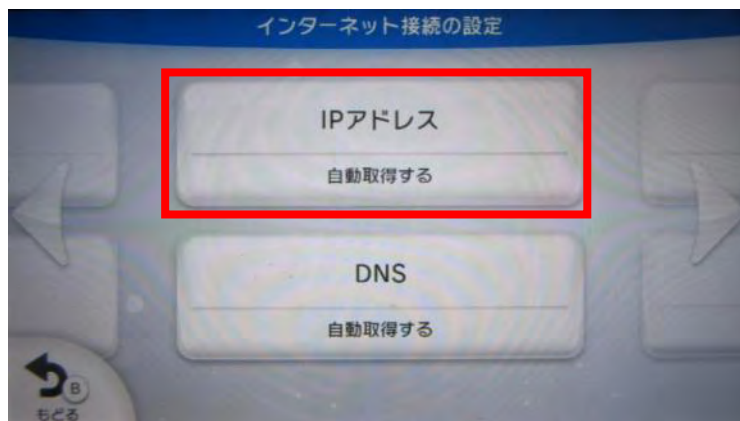 インターネット接続の設定
IPアドレス
自動取得する
DNS
自動取得する
B
もどる